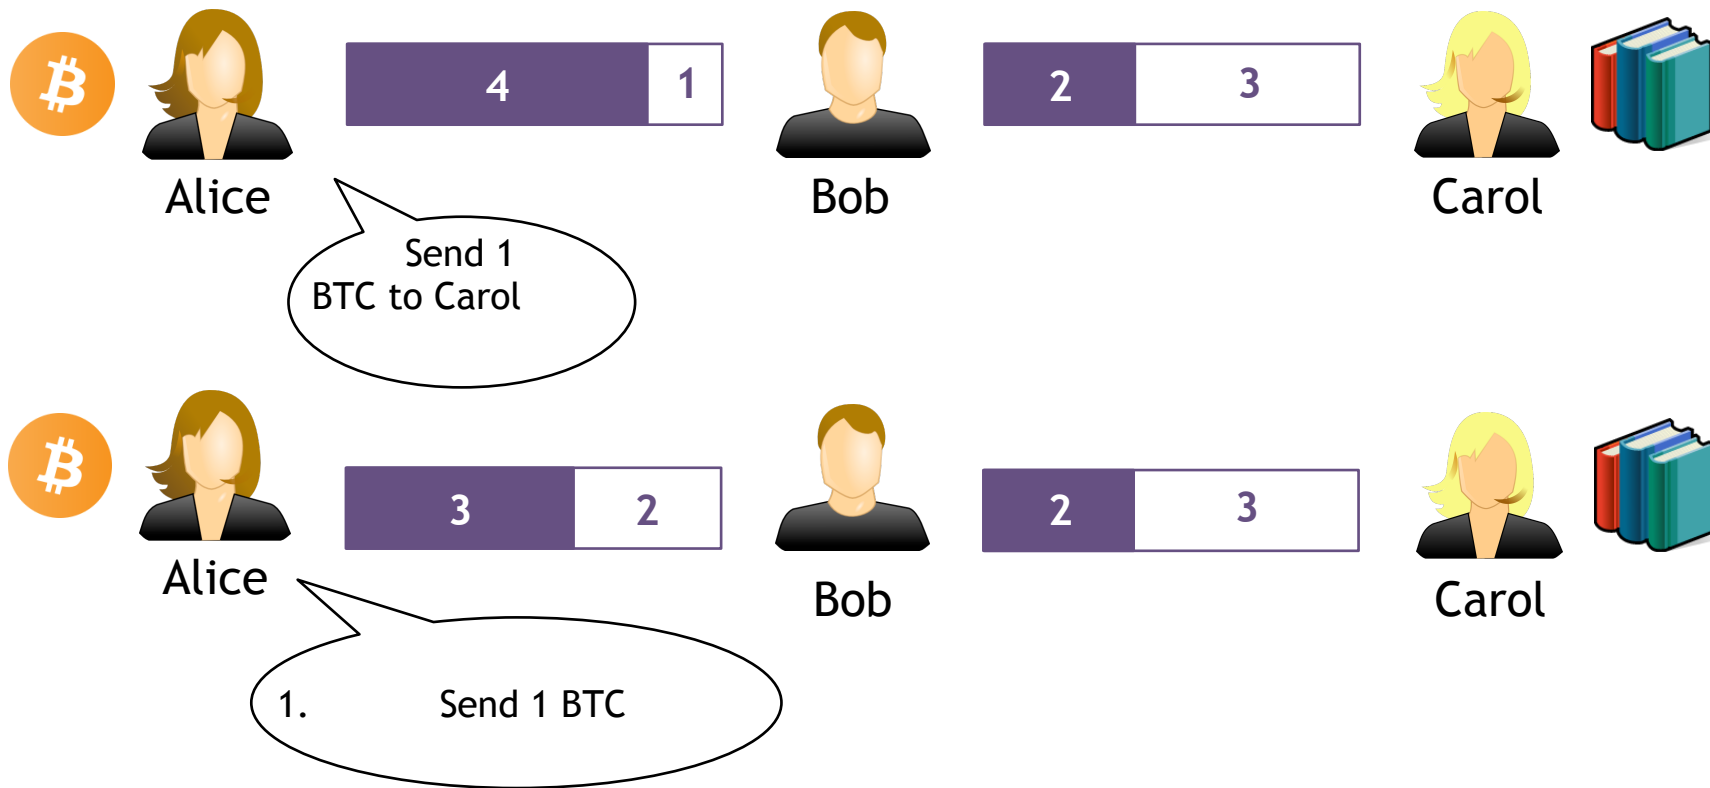 4 1 2 3
Alice Bob Carol
Send 1
BTC to Carol
3 2 2 3
Alice Bob Carol
1. Send 1 BTC